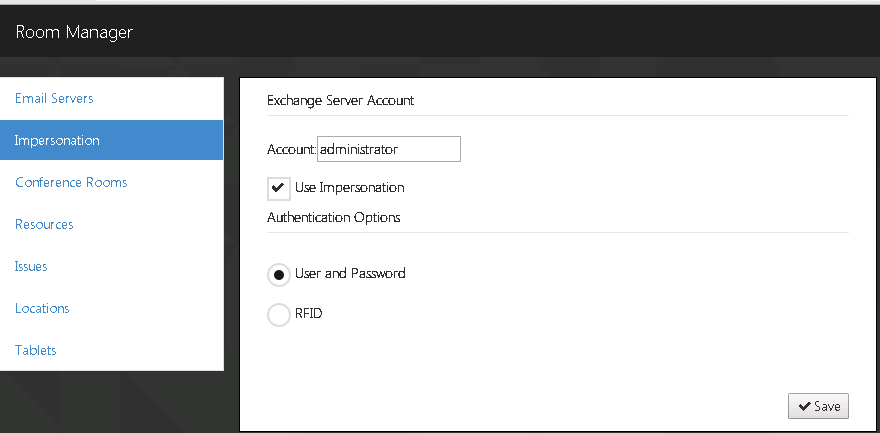 Room Manager
Email Servers
Impersonation
Conference Rooms
Resources
Issues
Locations
Tablets
Exchange Server Account
Account: administrator
Use Impersonation
Authentication Options
User and Password
RFID
Save